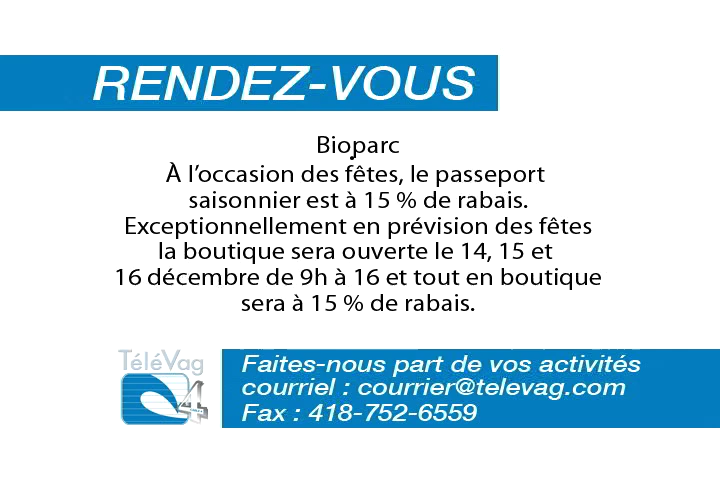 RENDEZ-VOUS
Bioparc
À l’occasion des fêtes, le passeport
saisonnier est à 15 % de rabais.
Exceptionnellement en prévision des fêtes
la boutique sera ouverte le 14, 15 et
16 décembre de 9h à 16 et tout en boutique
sera à 15 % de rabais.
TéléVag
4
Faites-nous part de vos activités
courriel : courrier@televag.com
Fax : 418-752-6559